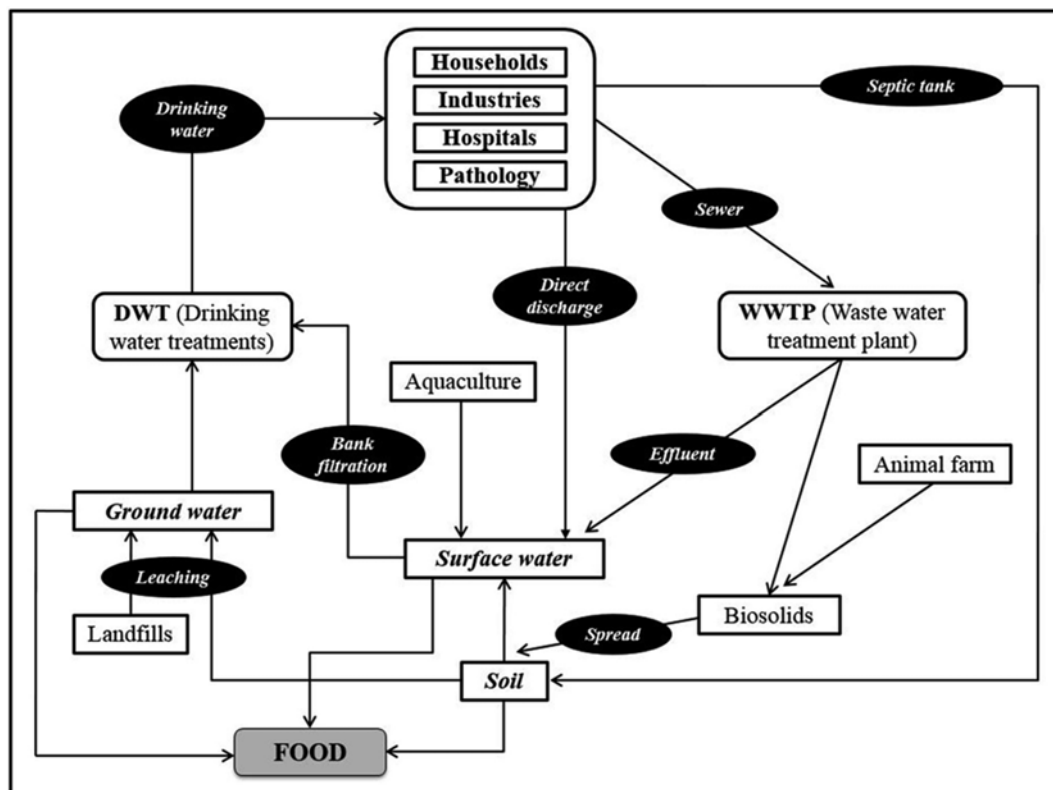 Households
Industries
Hospitals
Pathology
Septic tank
Drinking
water
Sewer
Direct
discharge
DWT (Drinking
water treatments)
WWTP (Waste water
treatment plant)
Aquaculture
Bank
filtration
Effluent
Animal farm
Ground water
Surface water
Leaching
Landfills
Biosolids
Spread
Soil
FOOD